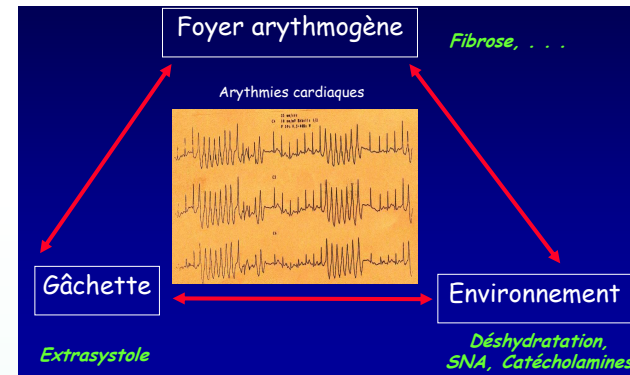 Foyer arythmogène
Fibrose, . . .
Arythmies cardiaques
Gâchette
Environnement
Extrasystole
Déshydratation,
SNA, Catécholamines